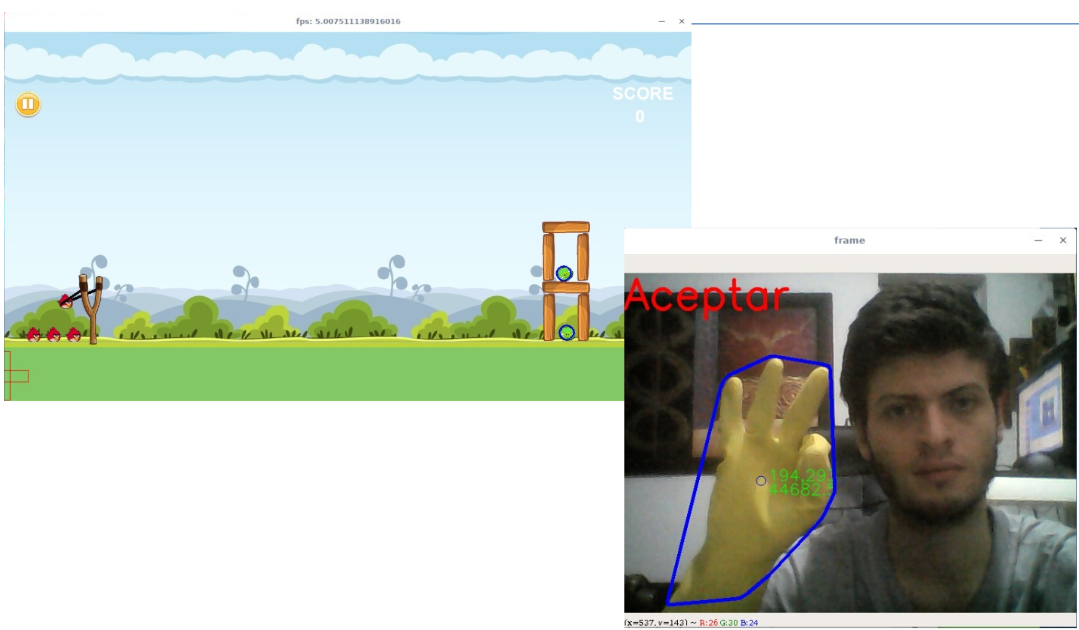 fps: 5.007511138916016
SCORE
0
frame
Aceptar
194,29
44682.
(x=537, y=143) ~ R:26 G:30 B:24